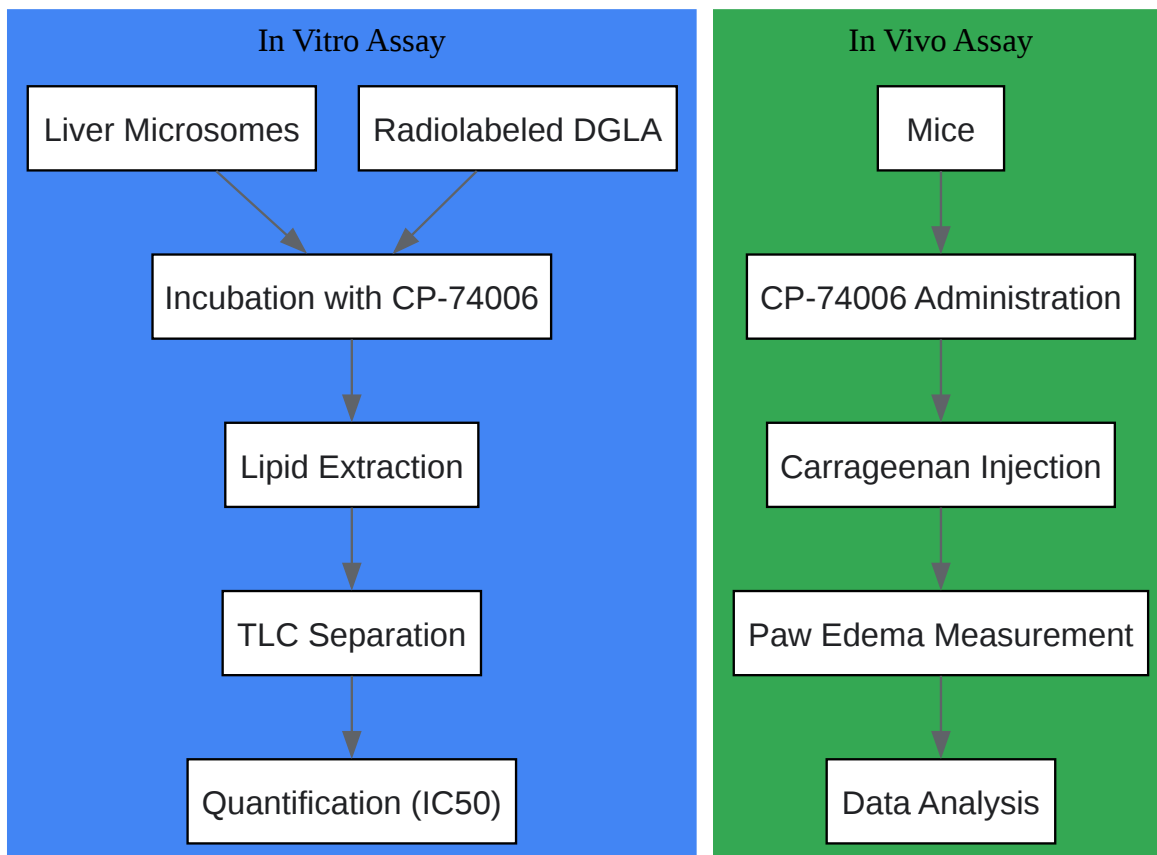 In Vitro Assay
Liver Microsomes
Radiolabeled DGLA
Incubation with CP-74006
Lipid Extraction
TLC Separation
Quantification (IC50)
In Vivo Assay
Mice
CP-74006 Administration
Carrageenan Injection
Paw Edema Measurement
Data Analysis